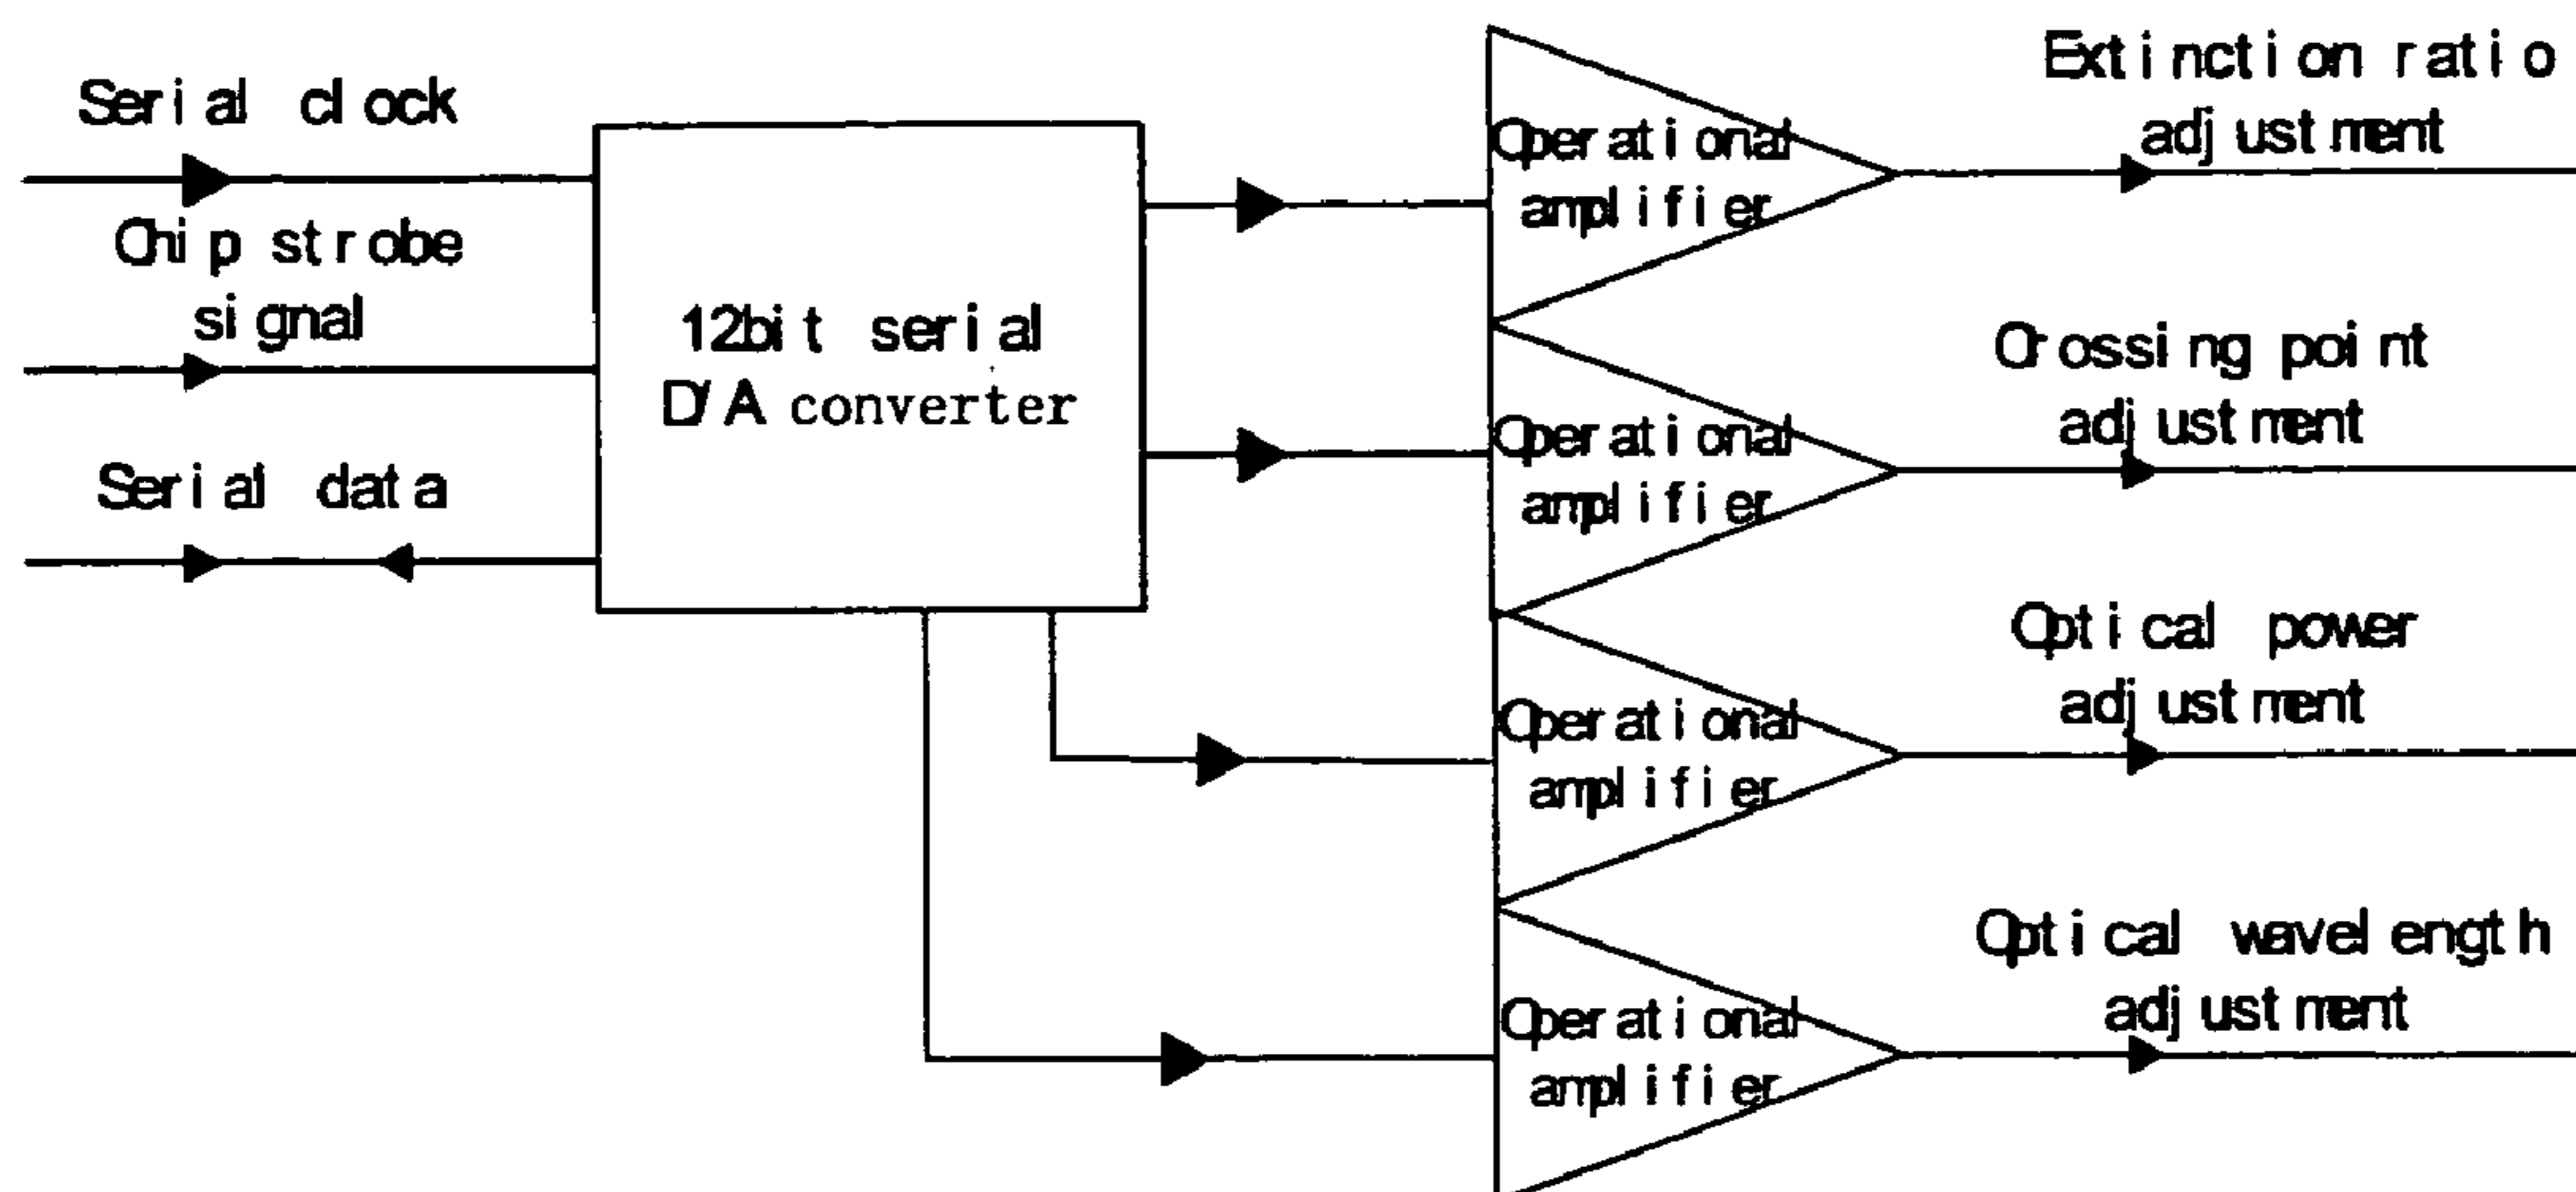 Serial clock
Chip strobe
signal
Serial data
12bit serial
D/A converter
Operational
amplifier
Operational
amplifier
Operational
amplifier
Operational
amplifier
Extinction ratio
adjustment
Crossing point
adjustment
Optical power
adjustment
Optical wavelength
adjustment